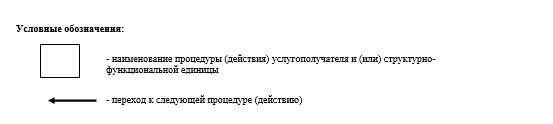 Условные обозначения:
- наименование процедуры (действия) услугополучателя и (или) структурно-
функциональной единицы
- переход к следующей процедуре (действию)